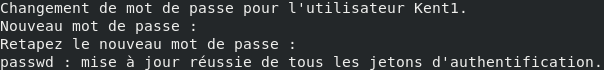 Changement de mot de passe pour l'utilisateur Kent1.
Nouveau mot de passe :
Retapez le nouveau mot de passe :
passwd : mise à jour réussie de tous les jetons d'authentification.